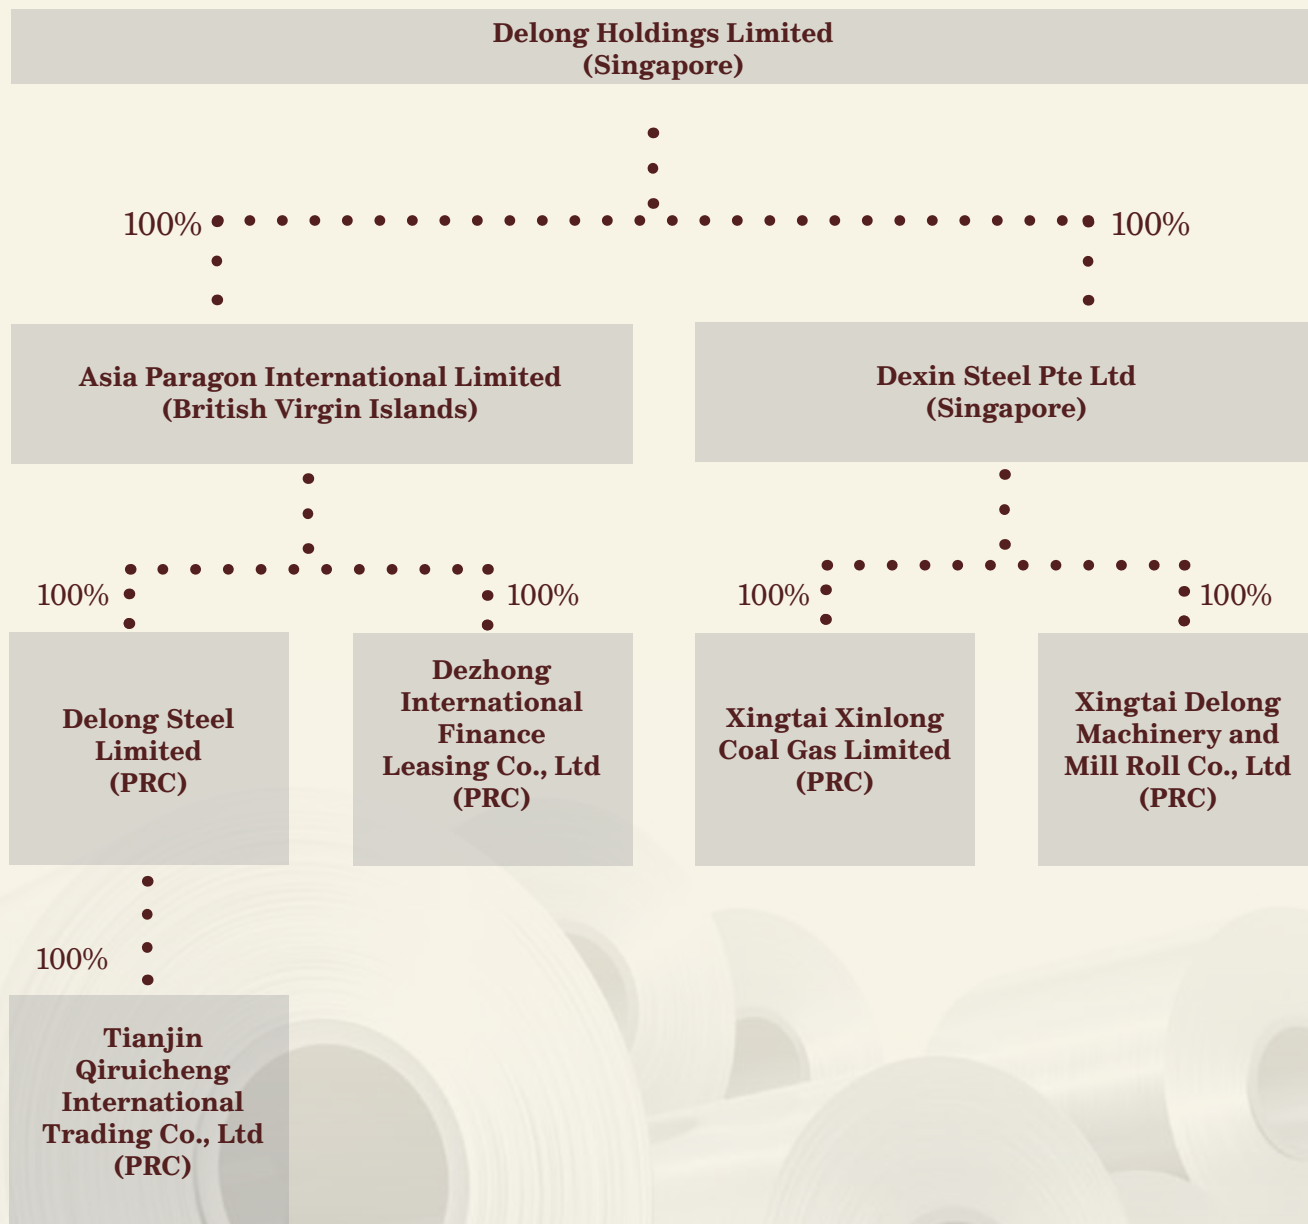 Delong Holdings Limited
(Singapore)
100%
100%
Asia Paragon International Limited
(British Virgin Islands)
Dexin Steel Pte Ltd
(Singapore)
100%
100%
100%
100%
Delong Steel
Limited
(PRC)
Dezhong
International
Finance
Leasing Co., Ltd
(PRC)
Xingtai Xinlong
Coal Gas Limited
(PRC)
Xingtai Delong
Machinery and
Mill Roll Co., Ltd
(PRC)
100%
Tianjin
Qiruicheng
International
Trading Co., Ltd
(PRC)